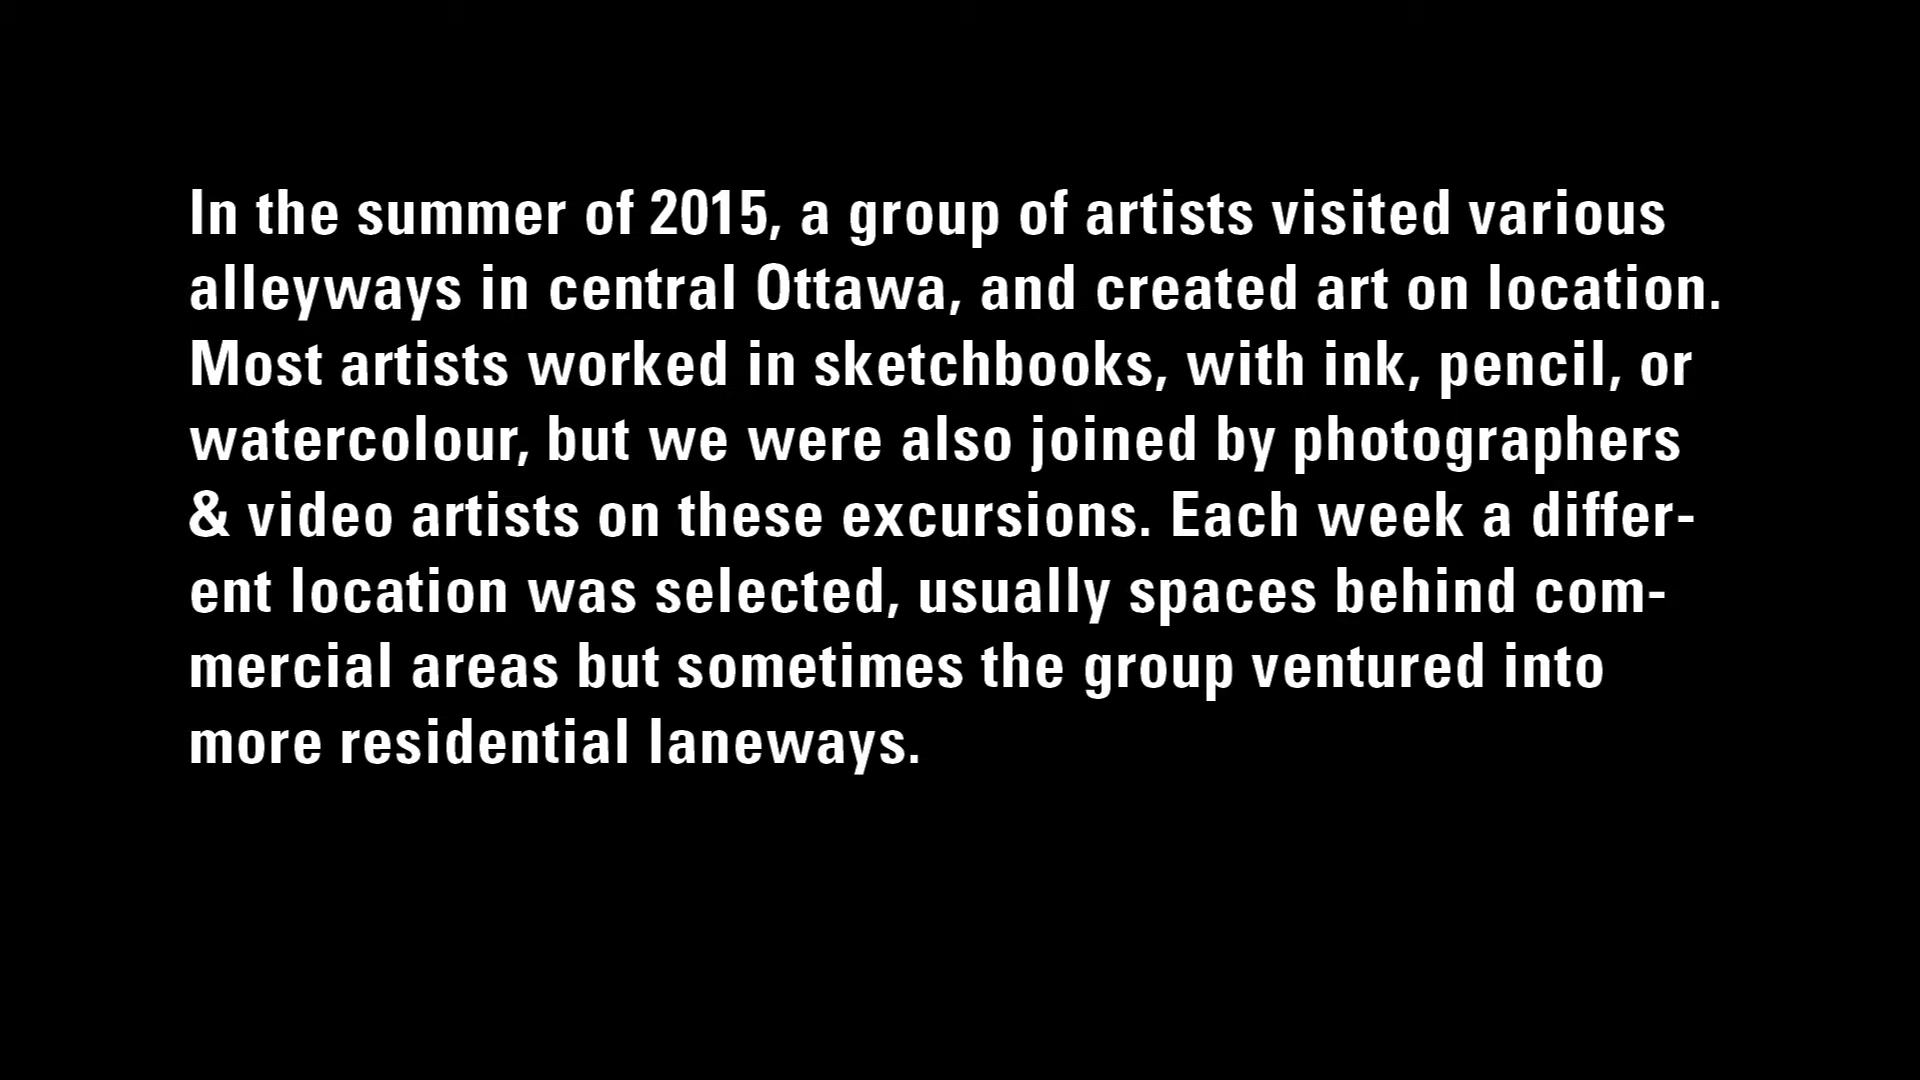 In the summer of 2015, a group of artists visited various
alleyways in central Ottawa, and created art on location.
Most artists worked in sketchbooks, with ink, pencil, or
watercolour, but we were also joined by photographers
& video artists on these excursions. Each week a differ-
ent location was selected, usually spaces behind com-
mercial areas but sometimes the group ventured into
more residential laneways.